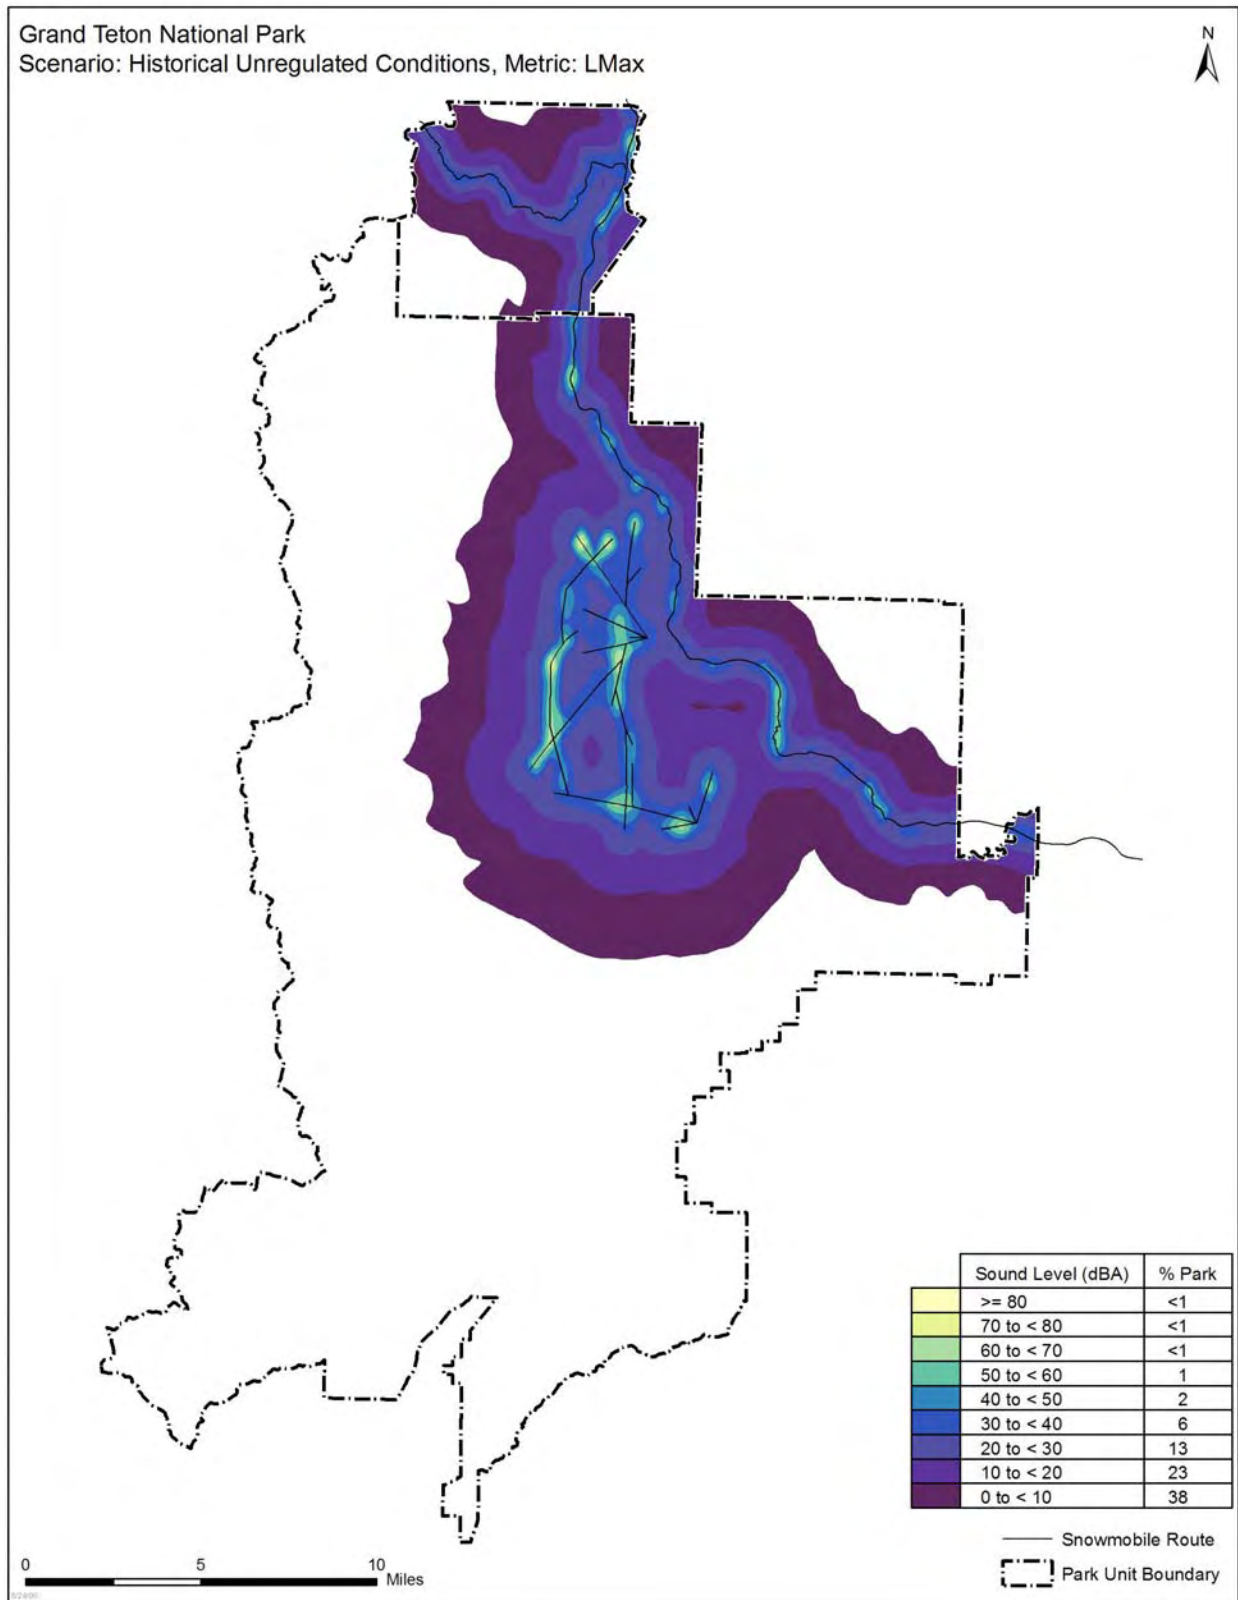 Grand Teton National Park
Scenario: Historical Unregulated Conditions, Metric: LMax
N
Sound Level (dBA) % Park
>= 80 <1
70 to < 80 <1
60 to < 70 <1
50 to < 60 1
40 to < 50 2
30 to < 40 6
20 to < 30 13
10 to < 20 23
0 to < 10 38
Snowmobile Route
Park Unit Boundary
0 5 10
Miles